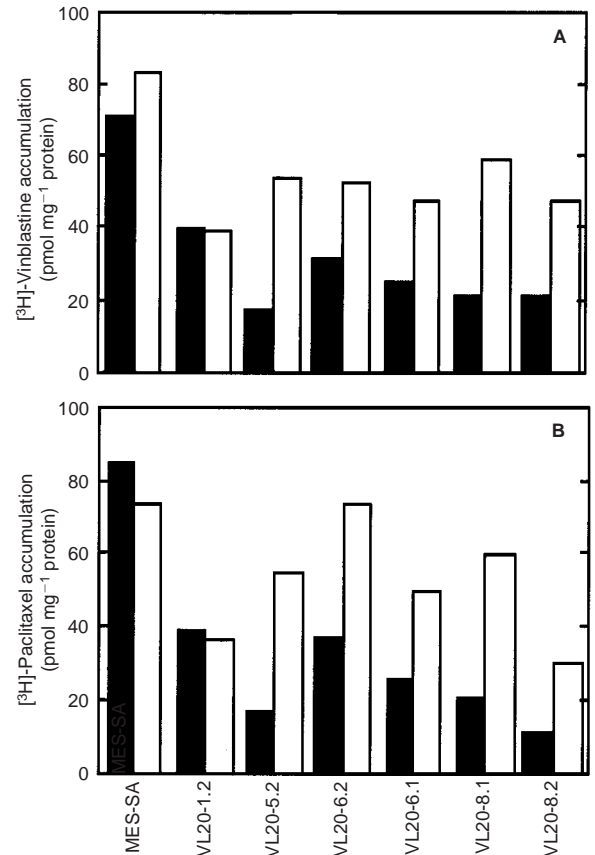 A
[³H]-Vinblastine accumulation
(pmol mg⁻¹ protein)
100
80
60
40
20
0
B
[³H]-Paclitaxel accumulation
(pmol mg⁻¹ protein)
100
80
60
40
20
0
MES-SA
MES-SA
VL20-1.2
VL20-5.2
VL20-6.2
VL20-6.1
VL20-8.1
VL20-8.2